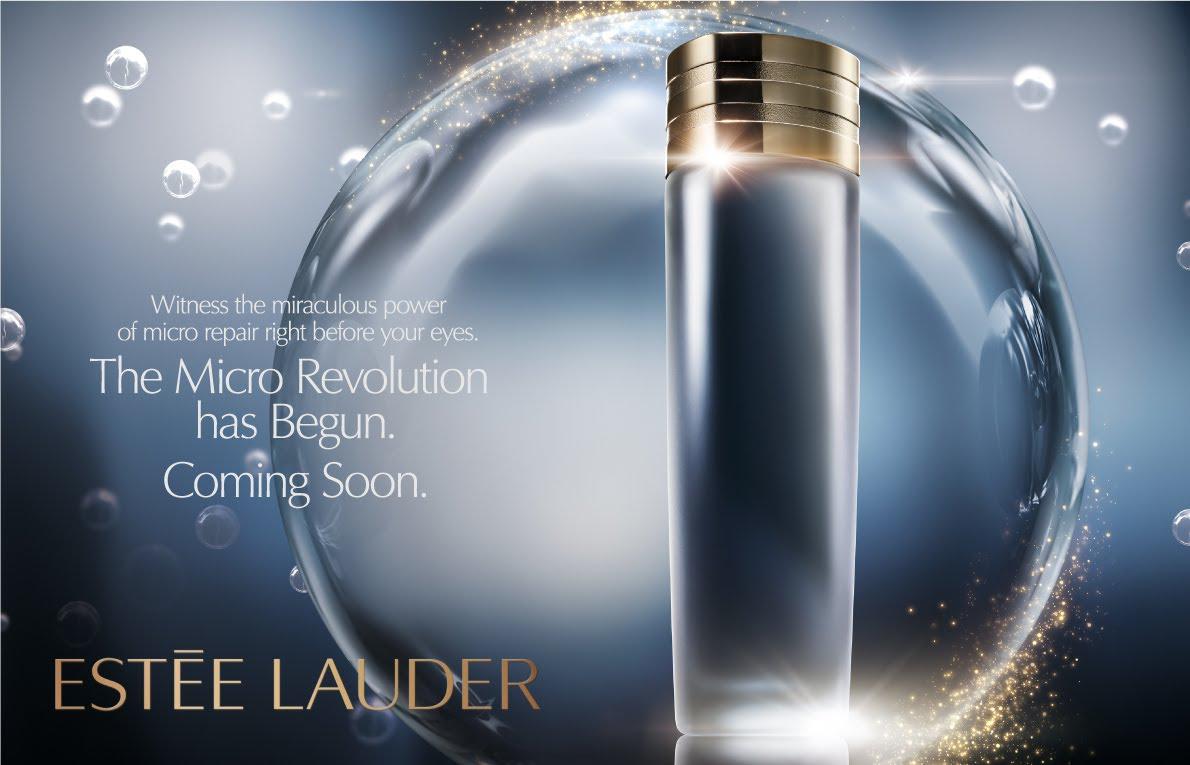 Witness the miraculous power
of micro repair right before your eyes.
The Micro Revolution
has Begun.
Coming Soon.
ESTĒE LAUDER